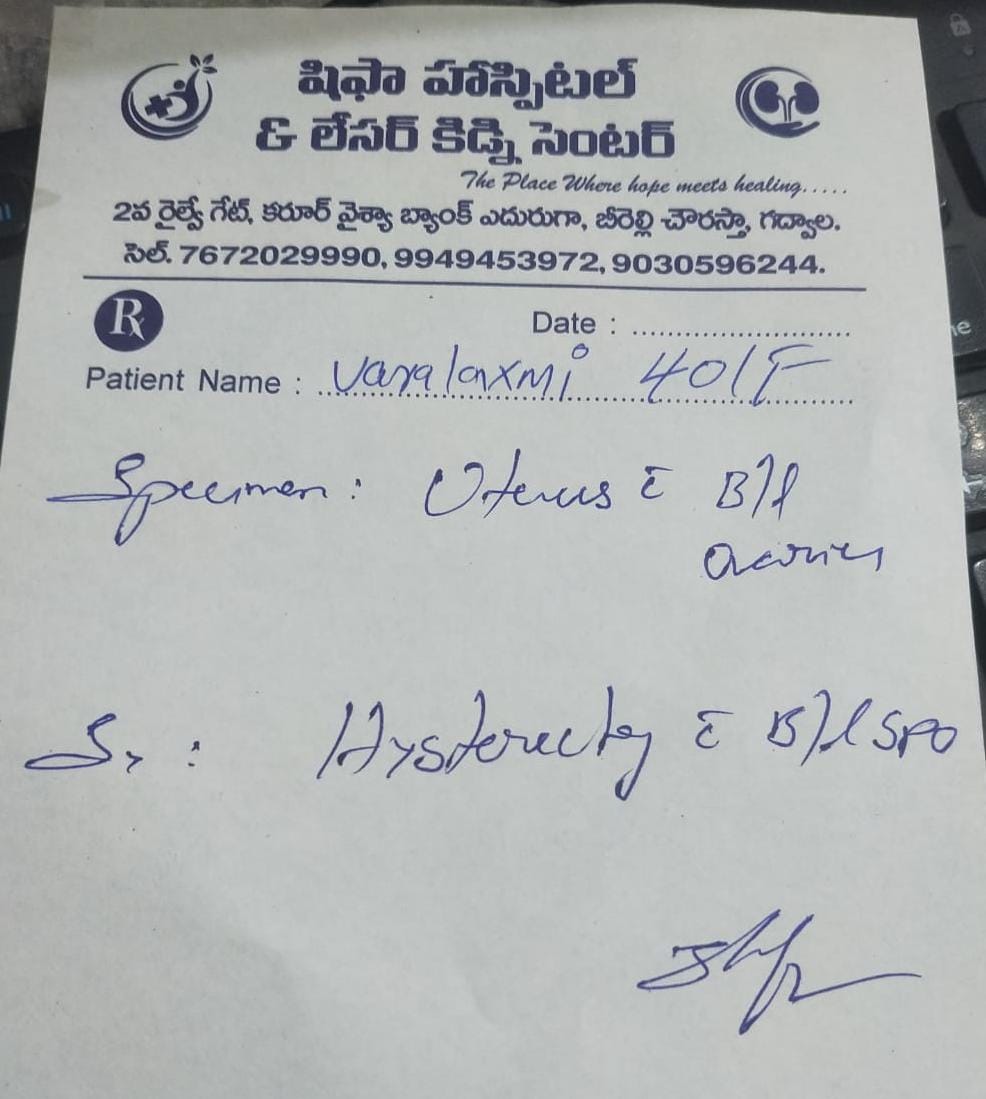 షిఫా హాస్పిటల్
& లేసర్ కిడ్ని సెంటర్
The Place Where hope meets healing.....
2వ రైల్వే గేట్, కరూర్ వైశ్యా బ్యాంక్ ఎదురుగా, బీరెల్లి చౌరస్తా, గద్వాల.
సెల్. 7672029990, 9949453972, 9030596244.
Rx
Date : ............................
Patient Name : varalaxmi 40/F
Specimen : Uterus c̄ B/l
ovaries
Sx : Hysterectomy c̄ B/l SPO